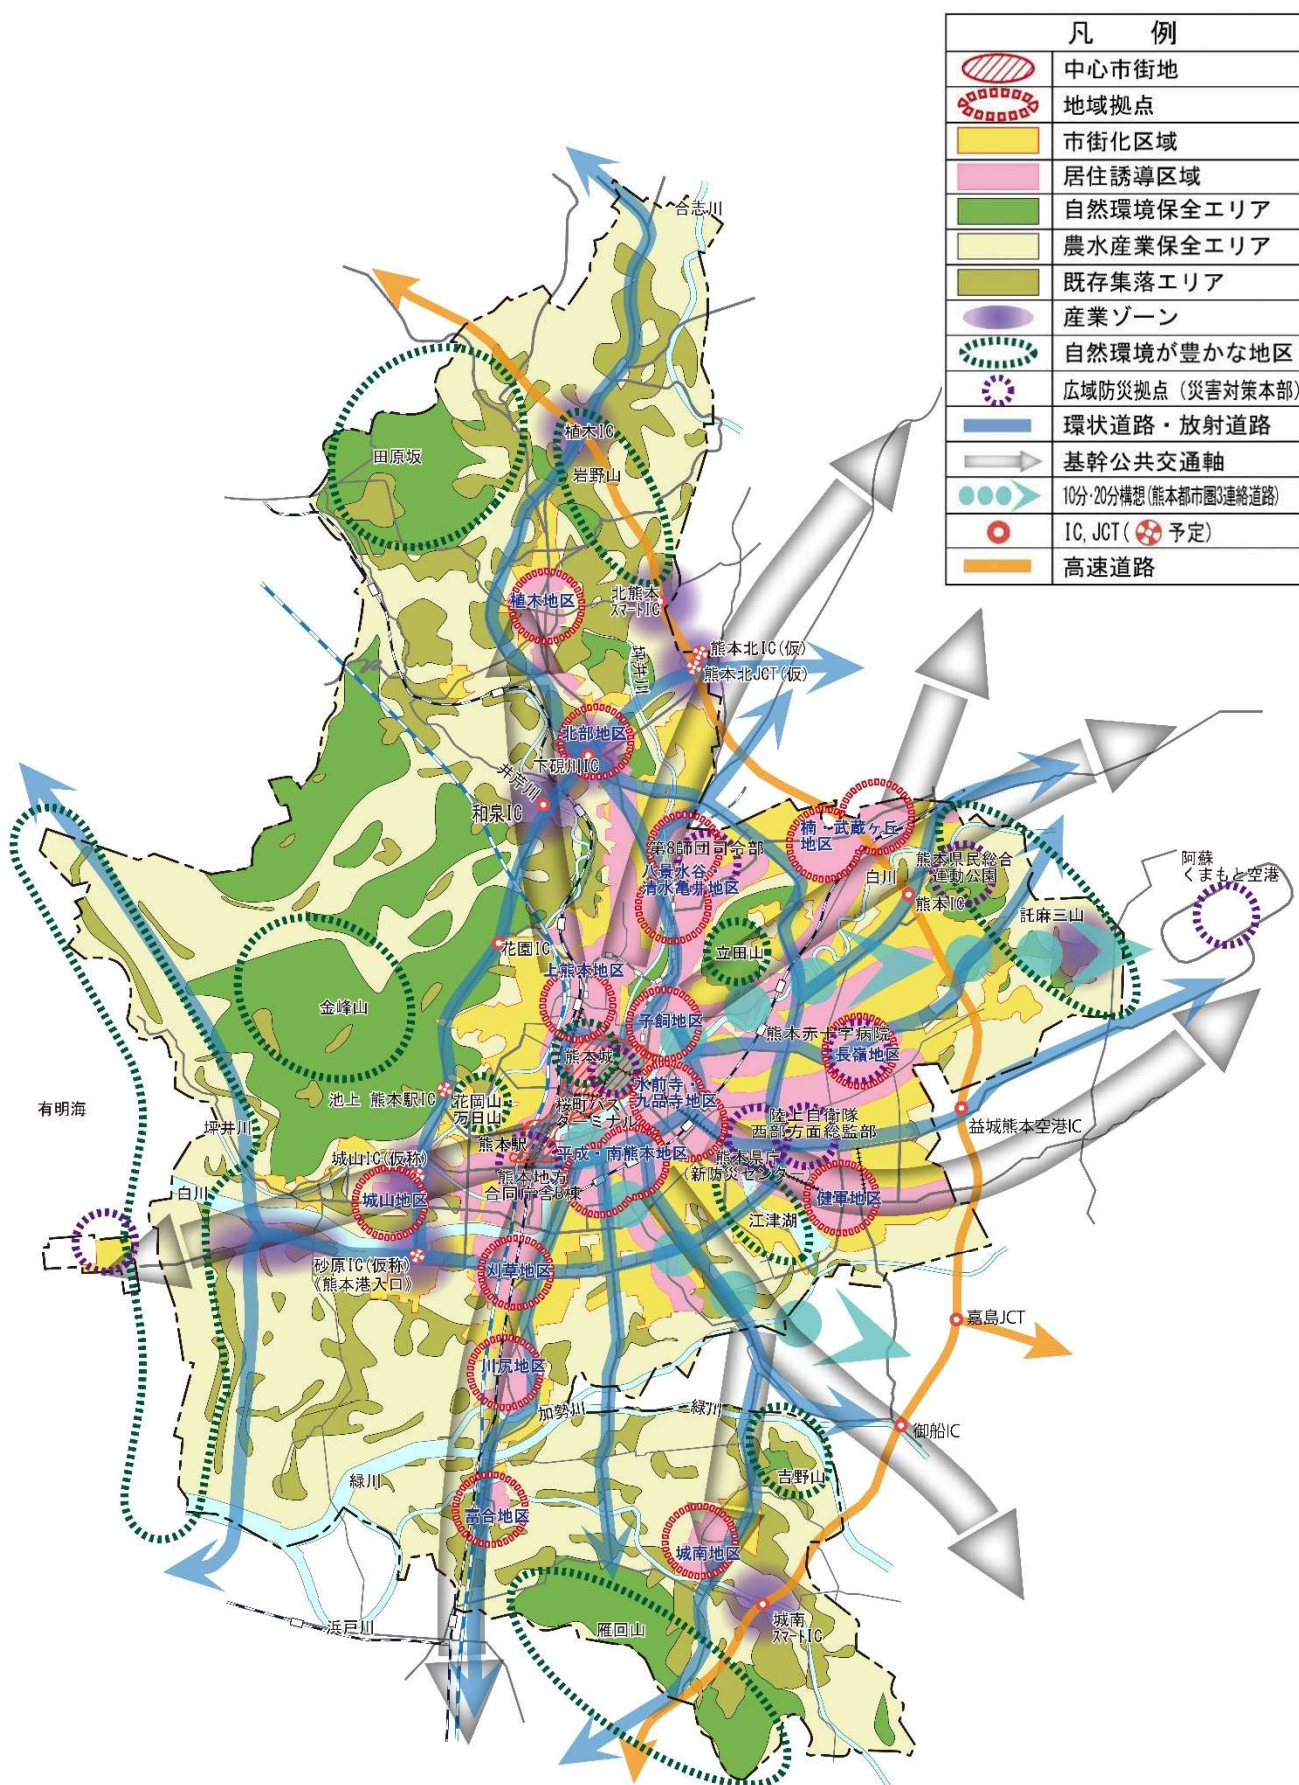 凡 例
中心市街地
地域拠点
市街化区域
居住誘導区域
自然環境保全エリア
農水産業保全エリア
既存集落エリア
産業ゾーン
自然環境が豊かな地区
広域防災拠点（災害対策本部）
環状道路・放射道路
基幹公共交通軸
10分・20分構想(熊本都市圏3連絡道路)
IC, JCT( 予定)
高速道路
合志川
植木IC
田原坂
岩野山
植木地区
北熊本
スマートIC
坪井川
熊本北IC(仮)
熊本北JCT(仮)
北部地区
下硯川IC
井芹川
和泉IC
楠・武蔵ヶ丘
地区
第8師団司令部
八景水谷・
清水亀井地区
熊本県民総合
運動公園
白川
熊本IC
阿蘇
くまもと空港
託麻三山
花園IC
立田山
上熊本地区
金峰山
子飼地区
熊本赤十字病院
長嶺地区
熊本城
水前寺・
九品寺地区
池上 熊本駅IC
花岡山
万日山
桜町バス
ターミナル
陸上自衛隊
西部方面総監部
益城熊本空港IC
有明海
坪井川
熊本駅
平成・南熊本地区
熊本県庁
（新防災センター）
城山IC(仮称)
熊本地方
合同庁舎B棟
白川
城山地区
健軍地区
江津湖
砂原IC(仮称)
《熊本港入口》
刈草地区
嘉島JCT
川尻地区
加勢川
緑川
御船IC
緑川
吉野山
富合地区
城南地区
浜戸川
雁回山
城南
スマートIC